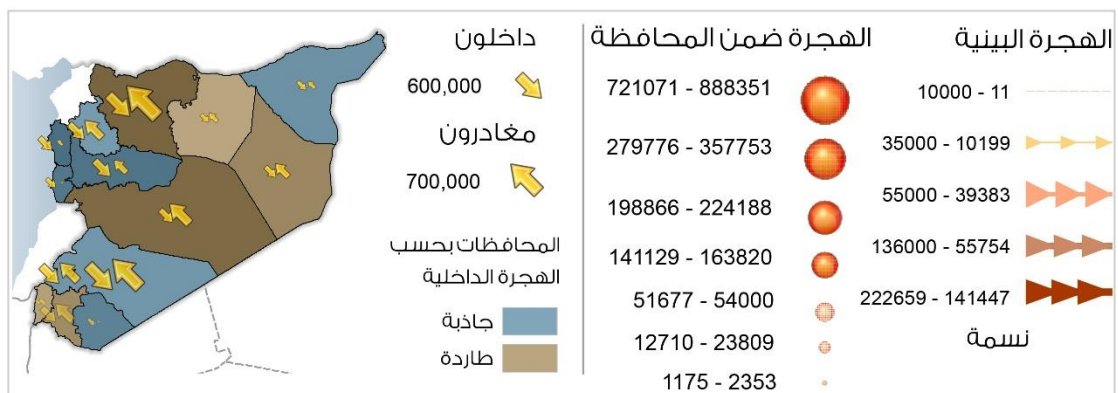 الهجرة البينية
10000 - 11
35000 - 10199
55000 - 39383
136000 - 55754
222659 - 141447
نسمة
الهجرة ضمن المحافظة
721071 - 888351
279776 - 357753
198866 - 224188
141129 - 163820
51677 - 54000
12710 - 23809
1175 - 2353
داخلون
600,000
مغادرون
700,000
المحافظات بحسب
الهجرة الداخلية
جاذبة
طاردة